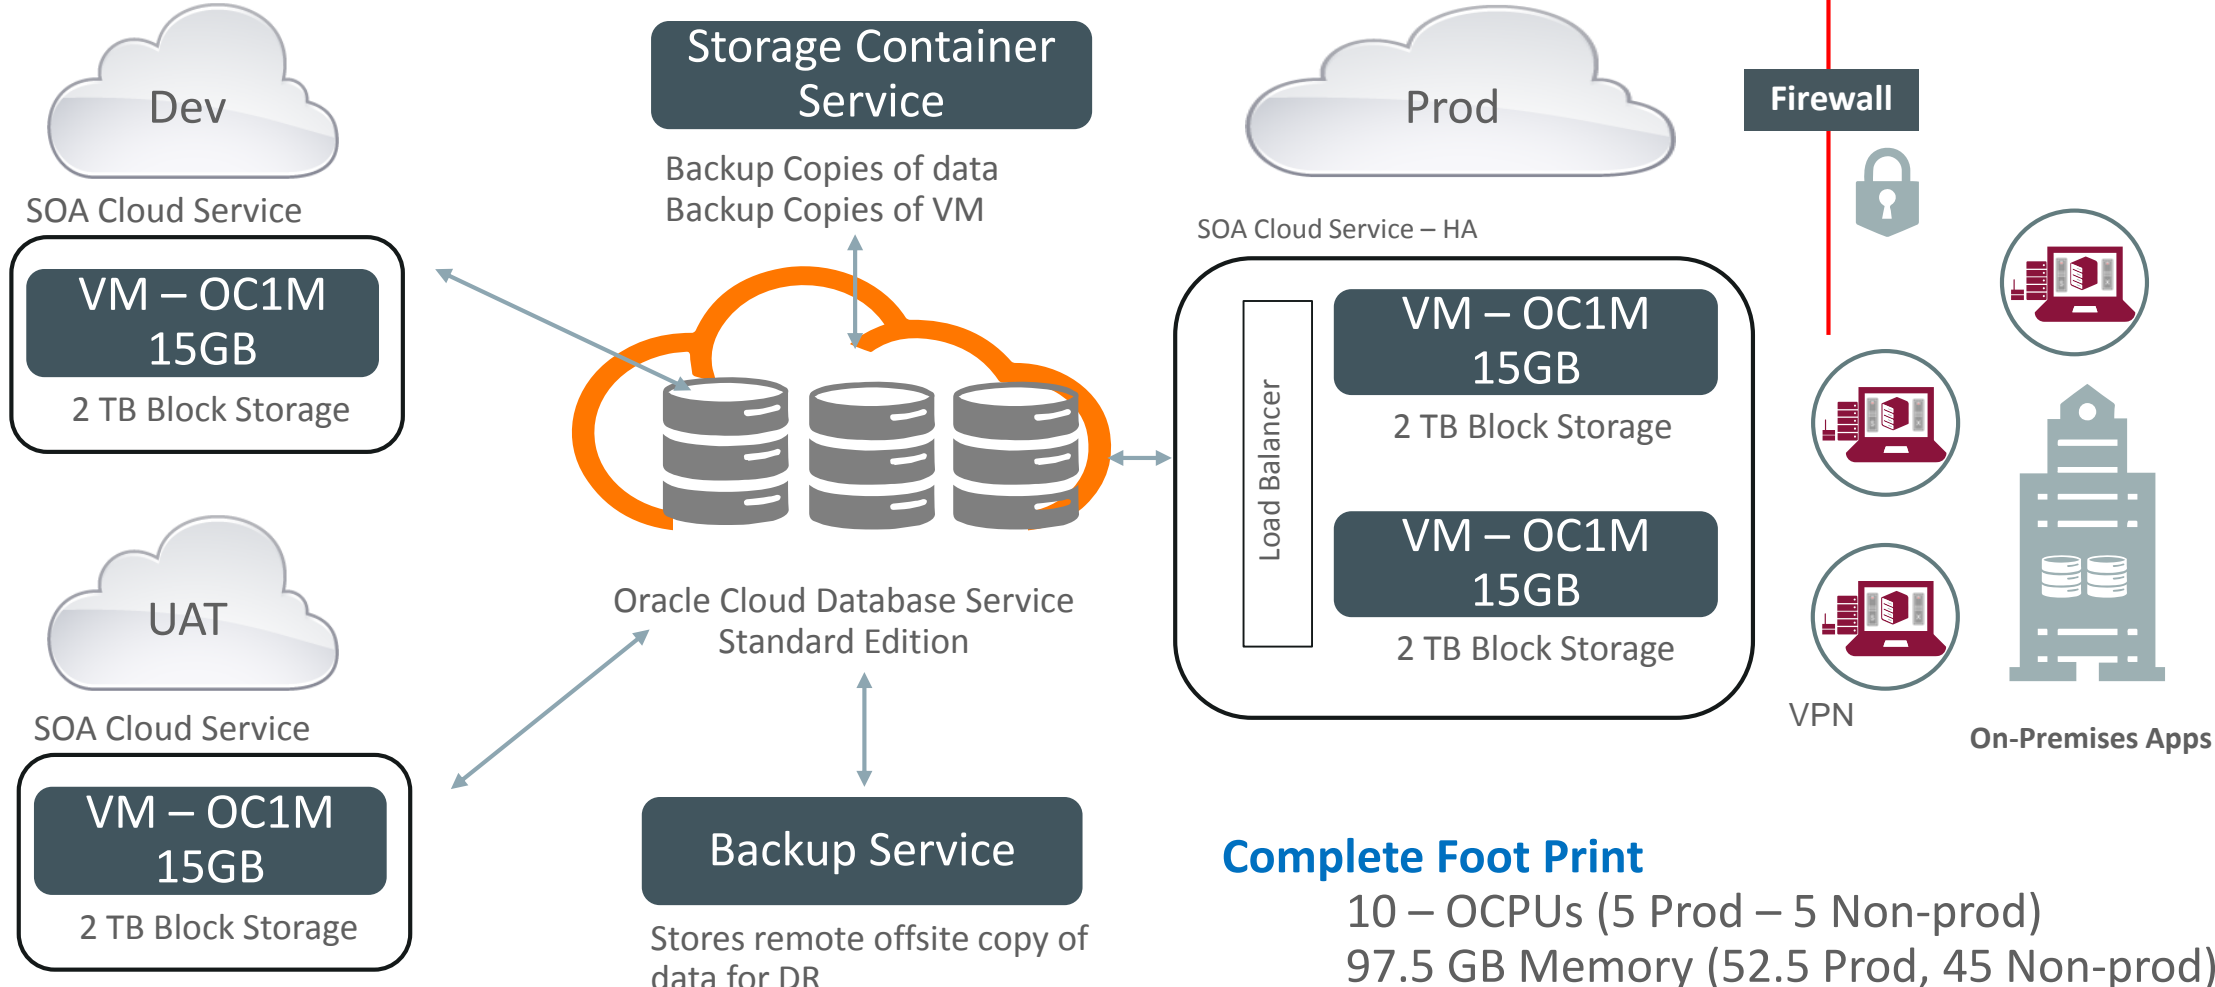 Dev
SOA Cloud Service
VM – OC1M
15GB
2 TB Block Storage
UAT
SOA Cloud Service
VM – OC1M
15GB
2 TB Block Storage
Storage Container
Service
Backup Copies of data
Backup Copies of VM
Oracle Cloud Database Service
Standard Edition
Backup Service
Stores remote offsite copy of
data for DR
Prod
SOA Cloud Service – HA
Load Balancer
VM – OC1M
15GB
2 TB Block Storage
VM – OC1M
15GB
2 TB Block Storage
Firewall
VPN
On-Premises Apps
Complete Foot Print
10 – OCPUs (5 Prod – 5 Non-prod)
97.5 GB Memory (52.5 Prod, 45 Non-prod)